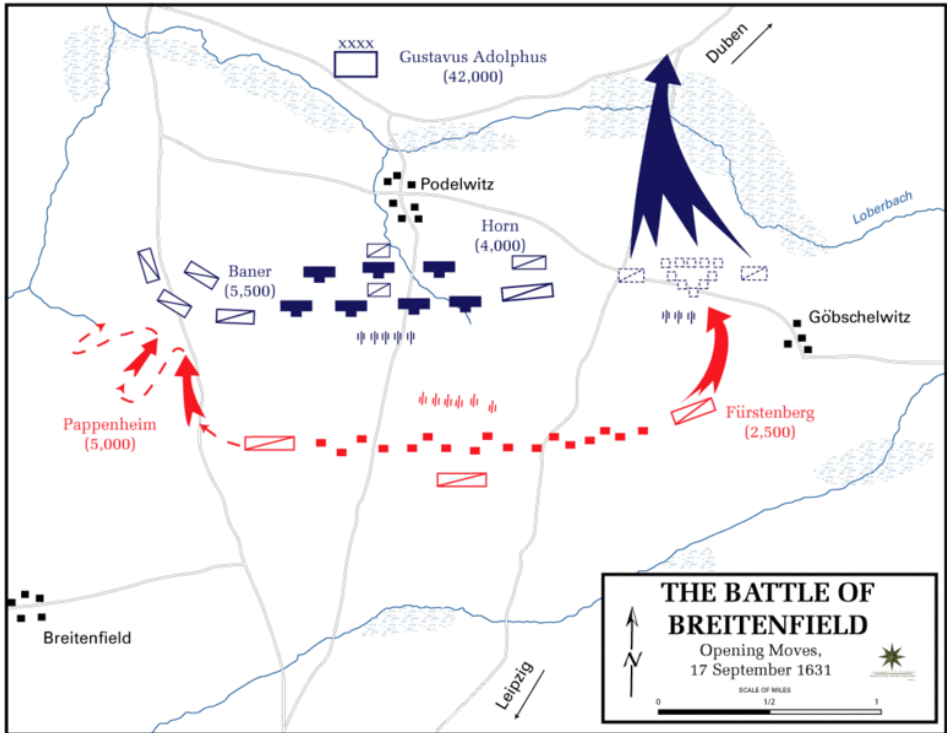 XXXX
Gustavus Adolphus
(42,000)
Duben
Podelwitz
Loberbach
Horn
(4,000)
Baner
(5,500)
Göbschelwitz
Pappenheim
(5,000)
Fürstenberg
(2,500)
Breitenfield
Leipzig
N
THE BATTLE OF
BREITENFIELD
Opening Moves,
17 September 1631
SCALE OF MILES
0 1/2 1